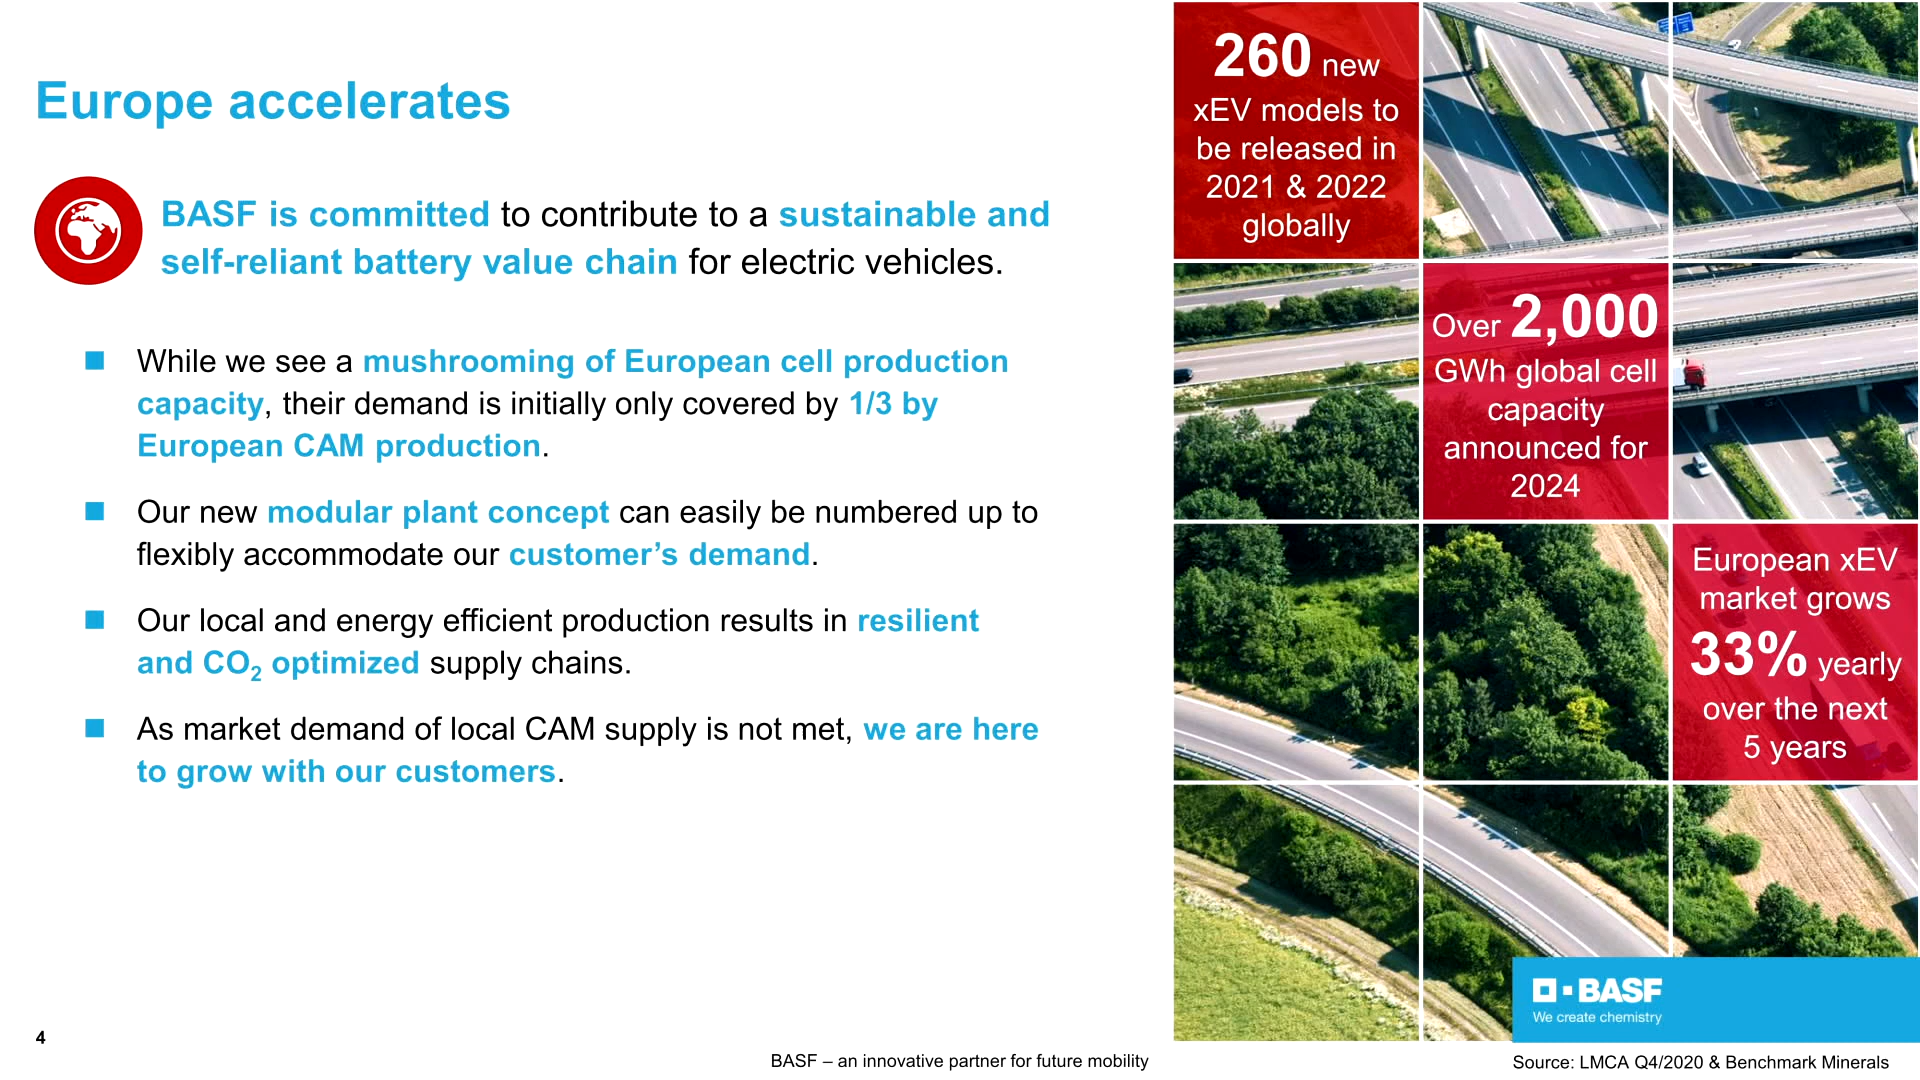 Europe accelerates
BASF is committed to contribute to a sustainable and
self-reliant battery value chain for electric vehicles.
■ While we see a mushrooming of European cell production
capacity, their demand is initially only covered by 1/3 by
European CAM production.
■ Our new modular plant concept can easily be numbered up to
flexibly accommodate our customer’s demand.
■ Our local and energy efficient production results in resilient
and CO₂ optimized supply chains.
■ As market demand of local CAM supply is not met, we are here
to grow with our customers.
260 new
xEV models to
be released in
2021 & 2022
globally
Over 2,000
GWh global cell
capacity
announced for
2024
European xEV
market grows
33% yearly
over the next
5 years
BASF
We create chemistry
4
BASF – an innovative partner for future mobility
Source: LMCA Q4/2020 & Benchmark Minerals